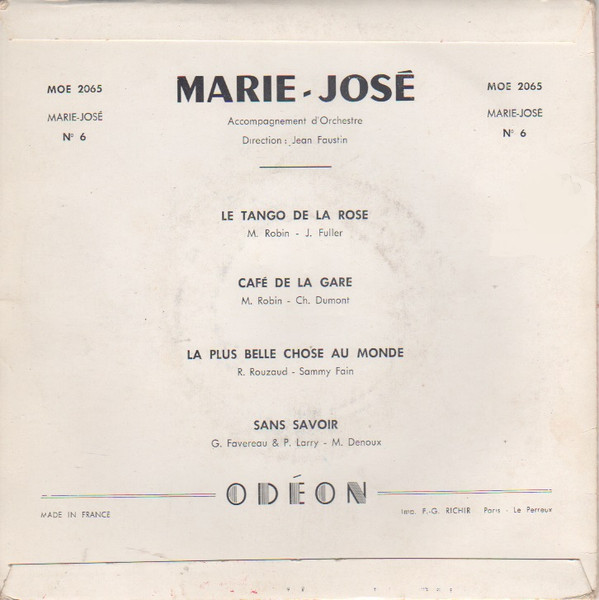 MOE 2065
MARIE-JOSÉ
N° 6
MARIE-JOSÉ
Accompagnement d'Orchestre
Direction : Jean Faustin
MOE 2065
MARIE-JOSÉ
N° 6
LE TANGO DE LA ROSE
M. Robin - J. Fuller
CAFÉ DE LA GARE
M. Robin - Ch. Dumont
LA PLUS BELLE CHOSE AU MONDE
R. Rouzaud - Sammy Fain
SANS SAVOIR
G. Favereau & P. Larry - M. Denoux
ODÉON
MADE IN FRANCE
Imp. F.-G. RICHIR Paris - Le Perreux